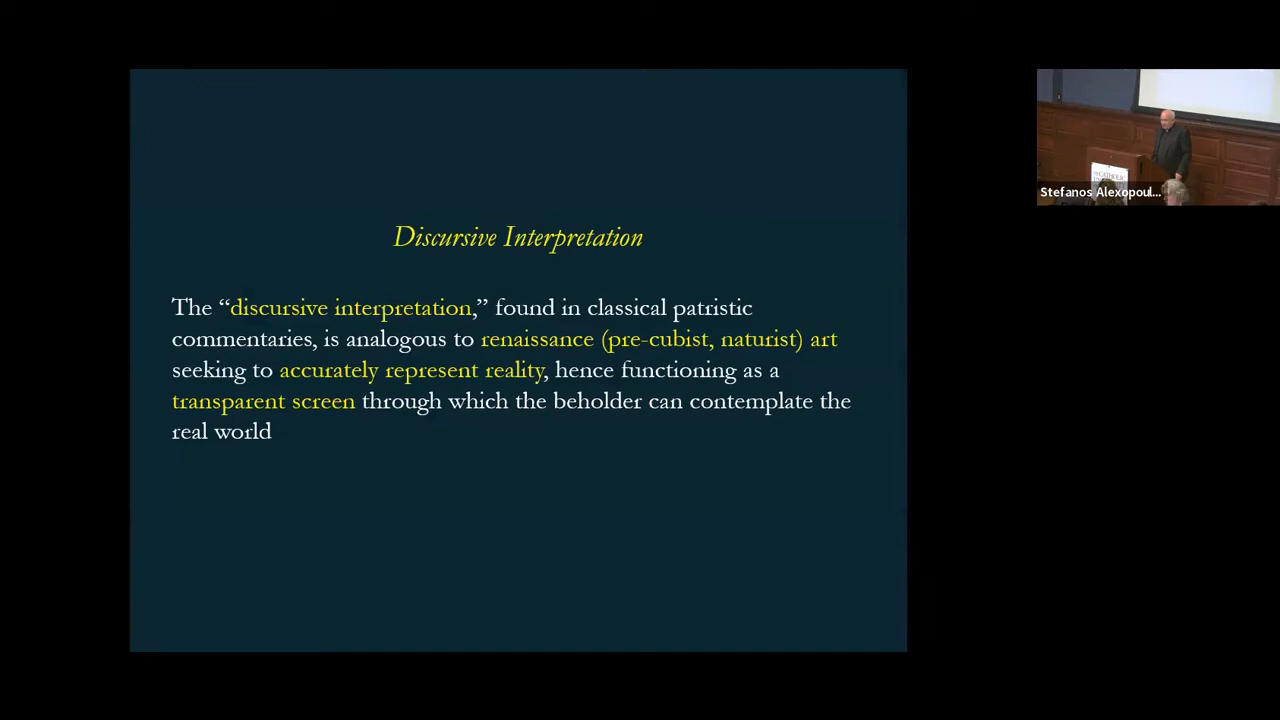 Discursive Interpretation
The “discursive interpretation,” found in classical patristic
commentaries, is analogous to renaissance (pre-cubist, naturist) art
seeking to accurately represent reality, hence functioning as a
transparent screen through which the beholder can contemplate the
real world
Stefanos Alexopoul...
CATHOLIC